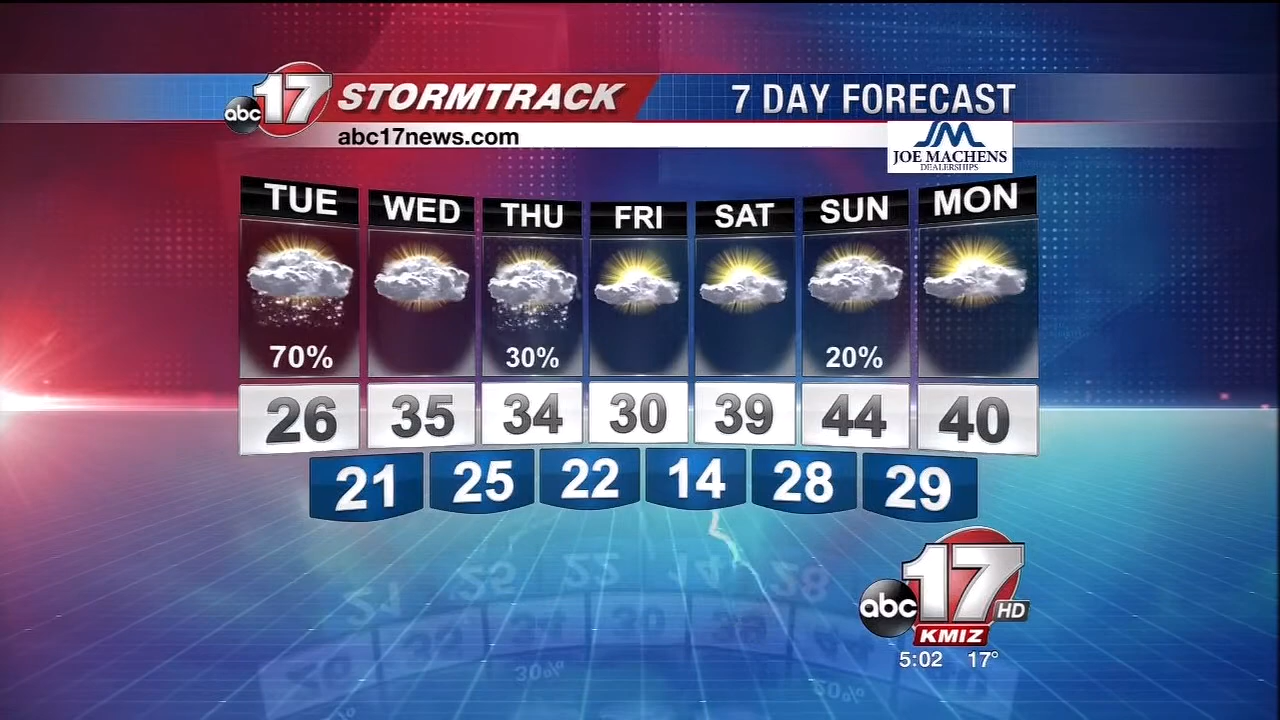 abc 17 STORMTRACK 7 DAY FORECAST
abc17news.com
JM
JOE MACHENS
DEALERSHIPS
TUE WED THU FRI SAT SUN MON
70% 30% 20%
26 35 34 30 39 44 40
21 25 22 14 28 29
abc 17 HD
KMIZ
5:02 17°